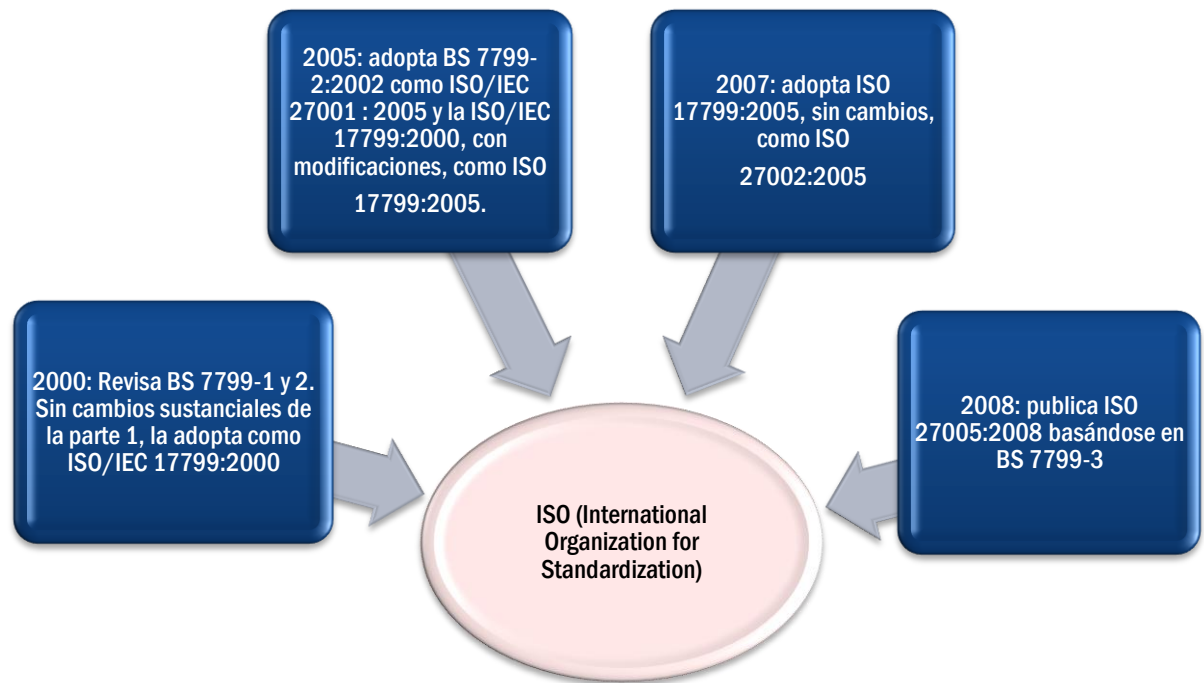 2000: Revisa BS 7799-1 y 2.
Sin cambios sustanciales de
la parte 1, la adopta como
ISO/IEC 17799:2000
2005: adopta BS 7799-
2:2002 como ISO/IEC
27001 : 2005 y la ISO/IEC
17799:2000, con
modificaciones, como ISO
17799:2005.
2007: adopta ISO
17799:2005, sin cambios,
como ISO
27002:2005
2008: publica ISO
27005:2008 basándose en
BS 7799-3
ISO (International
Organization for
Standardization)